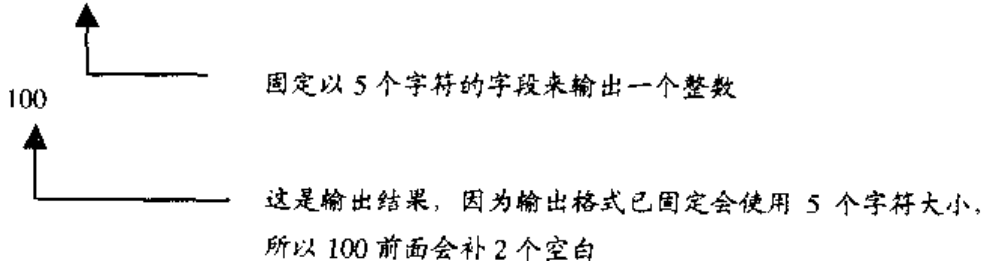 固定以 5 个字符的字段来输出一个整数
100
这是输出结果，因为输出格式已固定会使用 5 个字符大小，
所以 100 前面会补 2 个空白